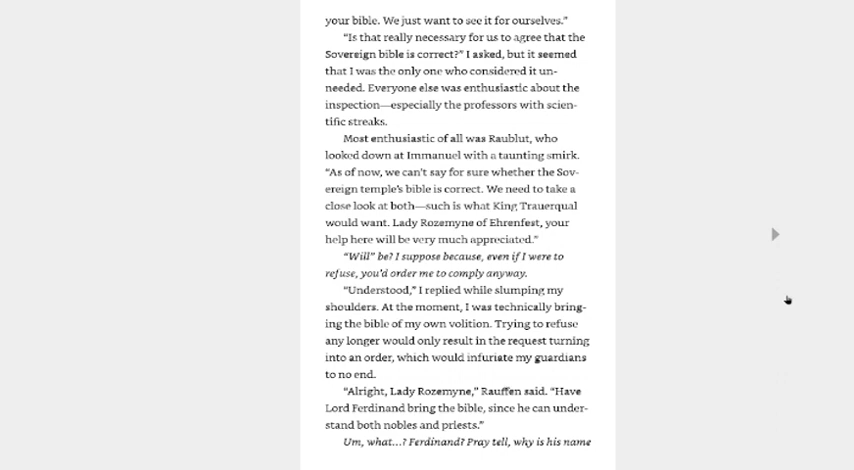 your bible. We just want to see it for ourselves.”
“Is that really necessary for us to agree that the
Sovereign bible is correct?” I asked, but it seemed
that I was the only one who considered it un-
needed. Everyone else was enthusiastic about the
inspection—especially the professors with scien-
tific streaks.
Most enthusiastic of all was Raublut, who
looked down at Immanuel with a taunting smirk.
“As of now, we can’t say for sure whether the Sov-
ereign temple’s bible is correct. We need to take a
close look at both—such is what King Trauerqual
would want. Lady Rozemyne of Ehrenfest, your
help here will be very much appreciated.”
“Will” be? I suppose because, even if I were to
refuse, you’d order me to comply anyway.
“Understood,” I replied while slumping my
shoulders. At the moment, I was technically bring-
ing the bible of my own volition. Trying to refuse
any longer would only result in the request turning
into an order, which would infuriate my guardians
to no end.
“Alright, Lady Rozemyne,” Rauffen said. “Have
Lord Ferdinand bring the bible, since he can under-
stand both nobles and priests.”
Um, what...? Ferdinand? Pray tell, why is his name